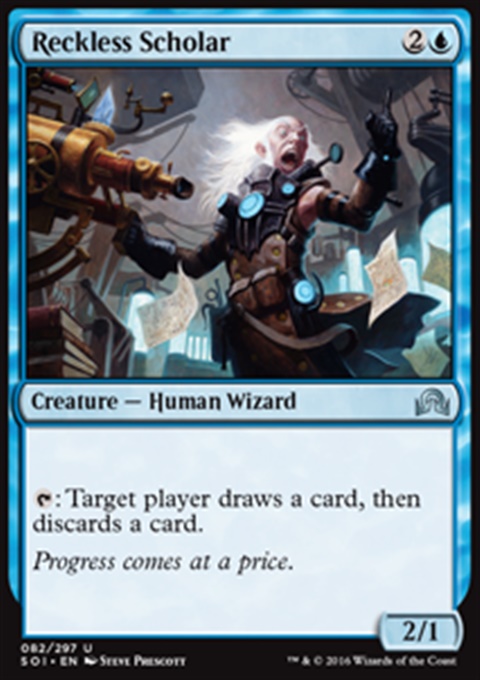 Reckless Scholar 2
Creature — Human Wizard
: Target player draws a card, then
discards a card.
Progress comes at a price.
2/1
082/297 U
SOI • EN Steve Prescott ™ & © 2016 Wizards of the Coast